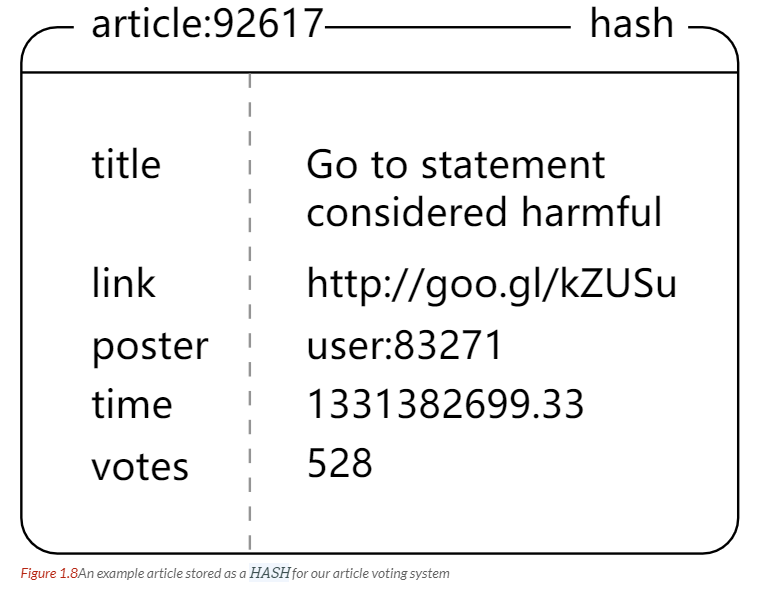 article:92617 hash
title Go to statement
considered harmful
link http://goo.gl/kZUSu
poster user:83271
time 1331382699.33
votes 528
Figure 1.8An example article stored as a HASH for our article voting system